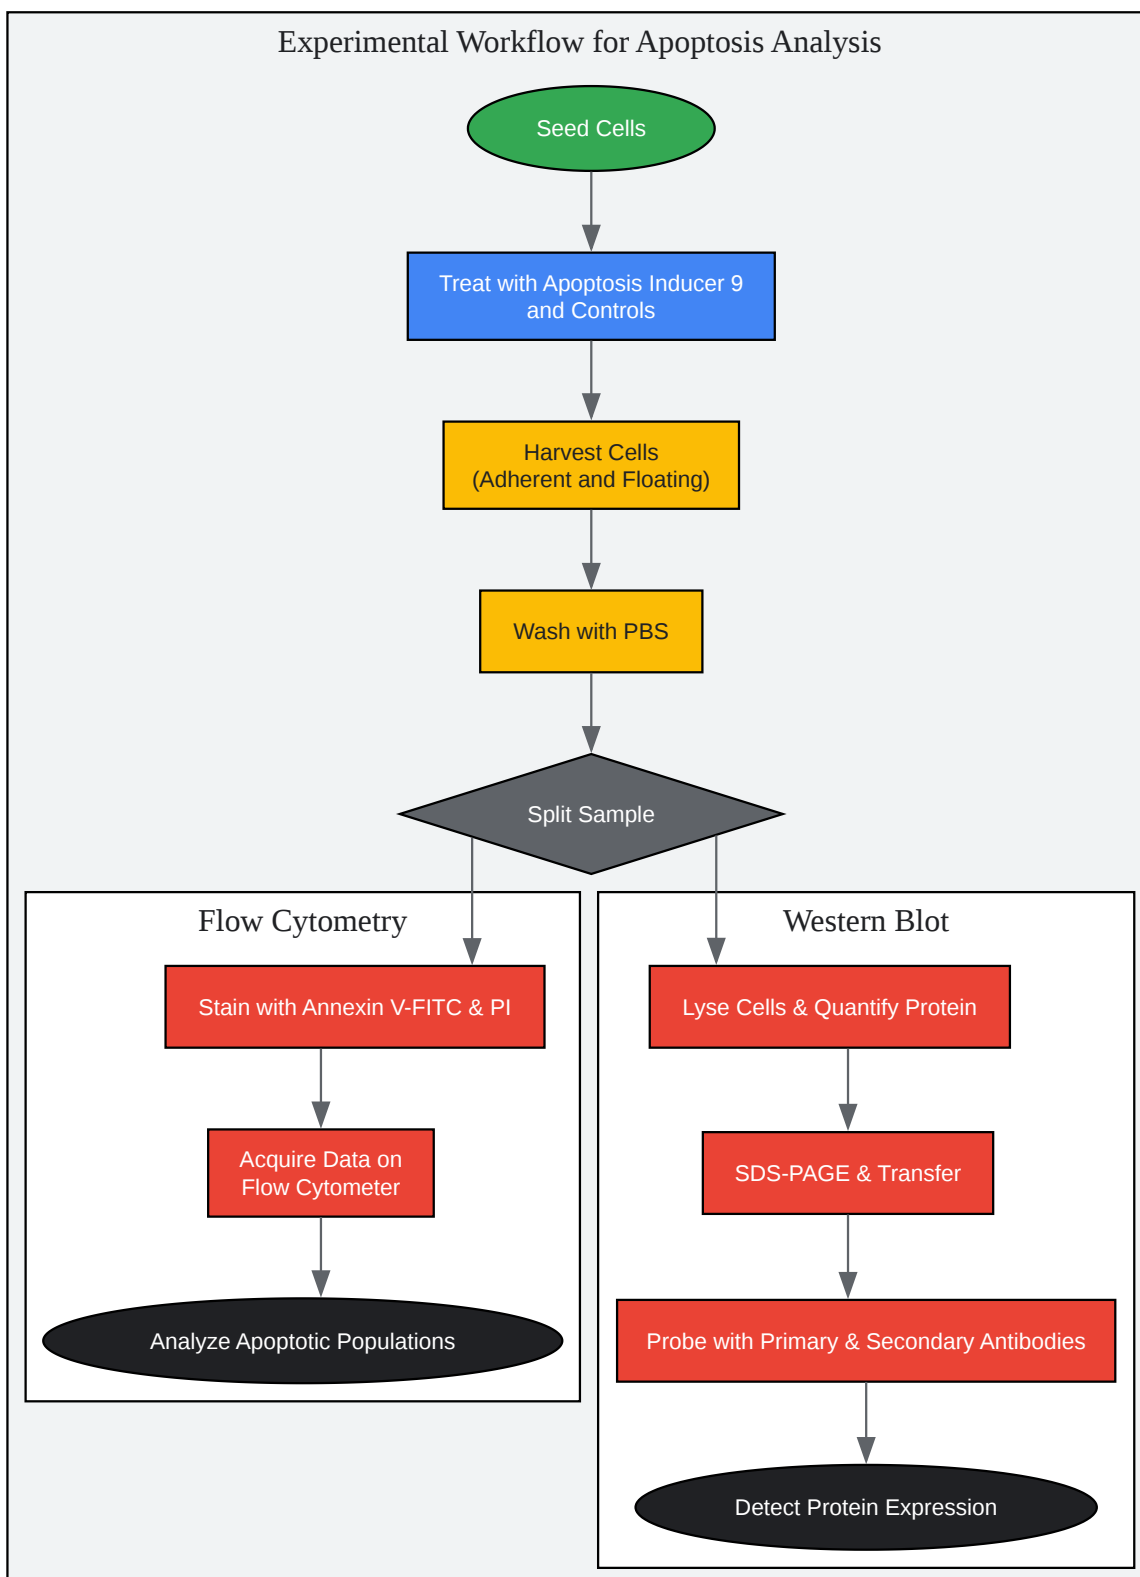 Experimental Workflow for Apoptosis Analysis
Seed Cells
Treat with Apoptosis Inducer 9
and Controls
Harvest Cells
(Adherent and Floating)
Wash with PBS
Split Sample
Flow Cytometry
Stain with Annexin V-FITC & PI
Acquire Data on
Flow Cytometer
Analyze Apoptotic Populations
Western Blot
Lyse Cells & Quantify Protein
SDS-PAGE & Transfer
Probe with Primary & Secondary Antibodies
Detect Protein Expression